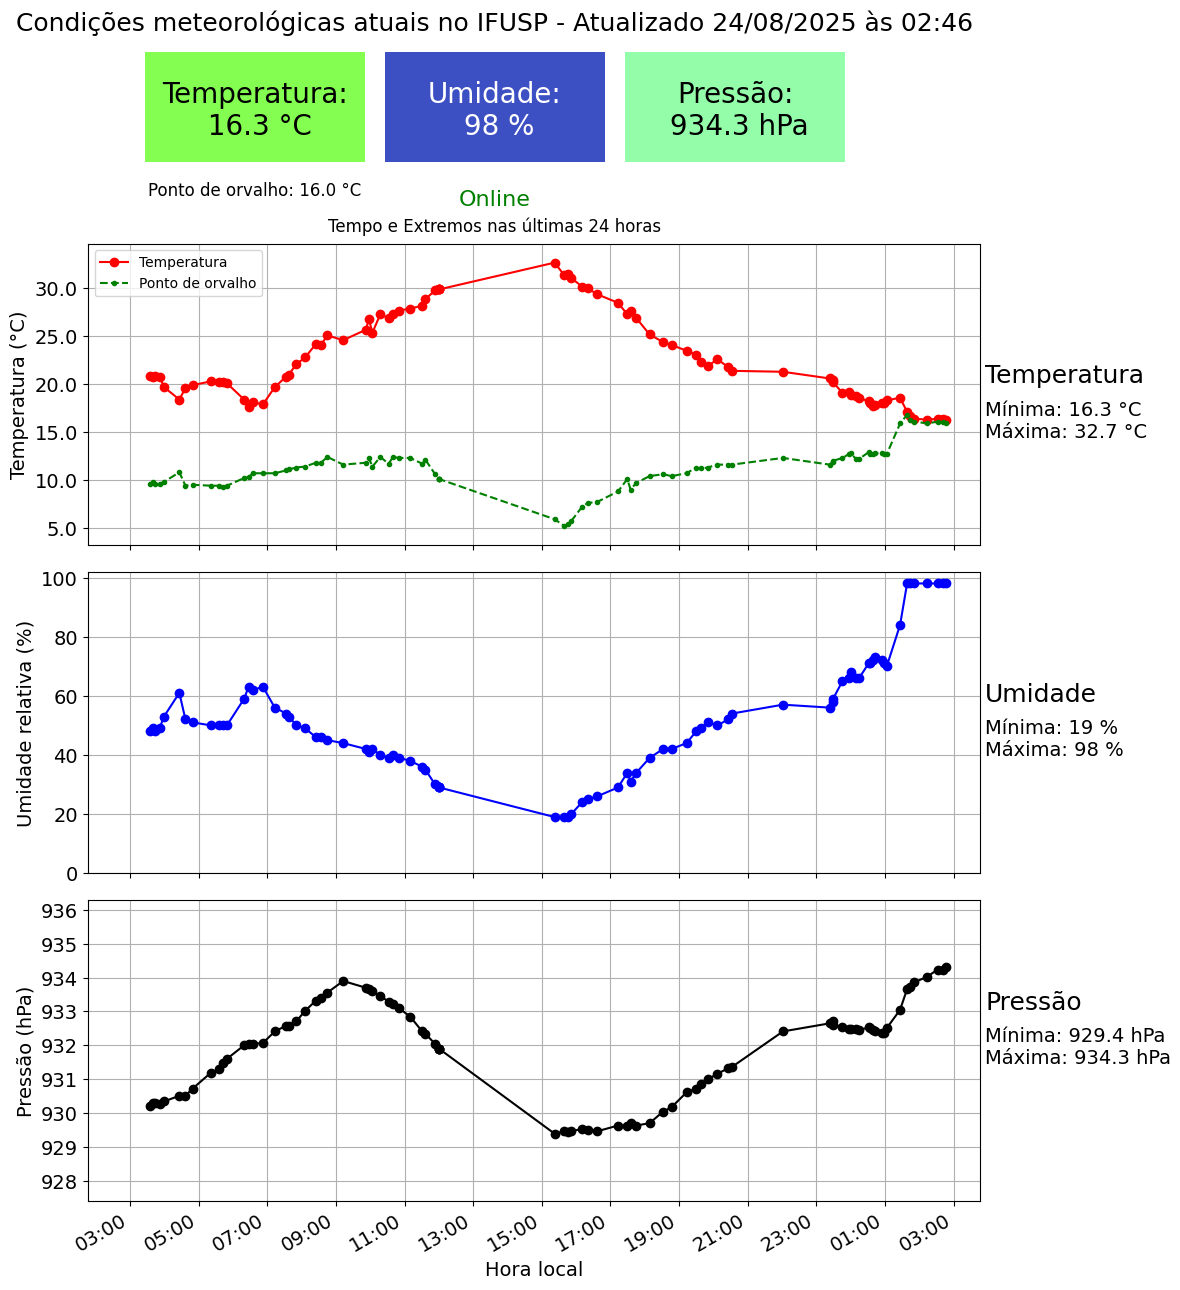 Condições meteorológicas atuais no IFUSP - Atualizado 24/08/2025 às 02:46
Temperatura:
16.3 °C
Umidade:
98 %
Pressão:
934.3 hPa
Ponto de orvalho: 16.0 °C
Online
Tempo e Extremos nas últimas 24 horas
Temperatura
Ponto de orvalho
Temperatura (°C)
30.0
25.0
20.0
15.0
10.0
5.0
Temperatura
Mínima: 16.3 °C
Máxima: 32.7 °C
Umidade relativa (%)
100
80
60
40
20
0
Umidade
Mínima: 19 %
Máxima: 98 %
Pressão (hPa)
936
935
934
933
932
931
930
929
928
Pressão
Mínima: 929.4 hPa
Máxima: 934.3 hPa
03:00 05:00 07:00 09:00 11:00 13:00 15:00 17:00 19:00 21:00 23:00 01:00 03:00
Hora local